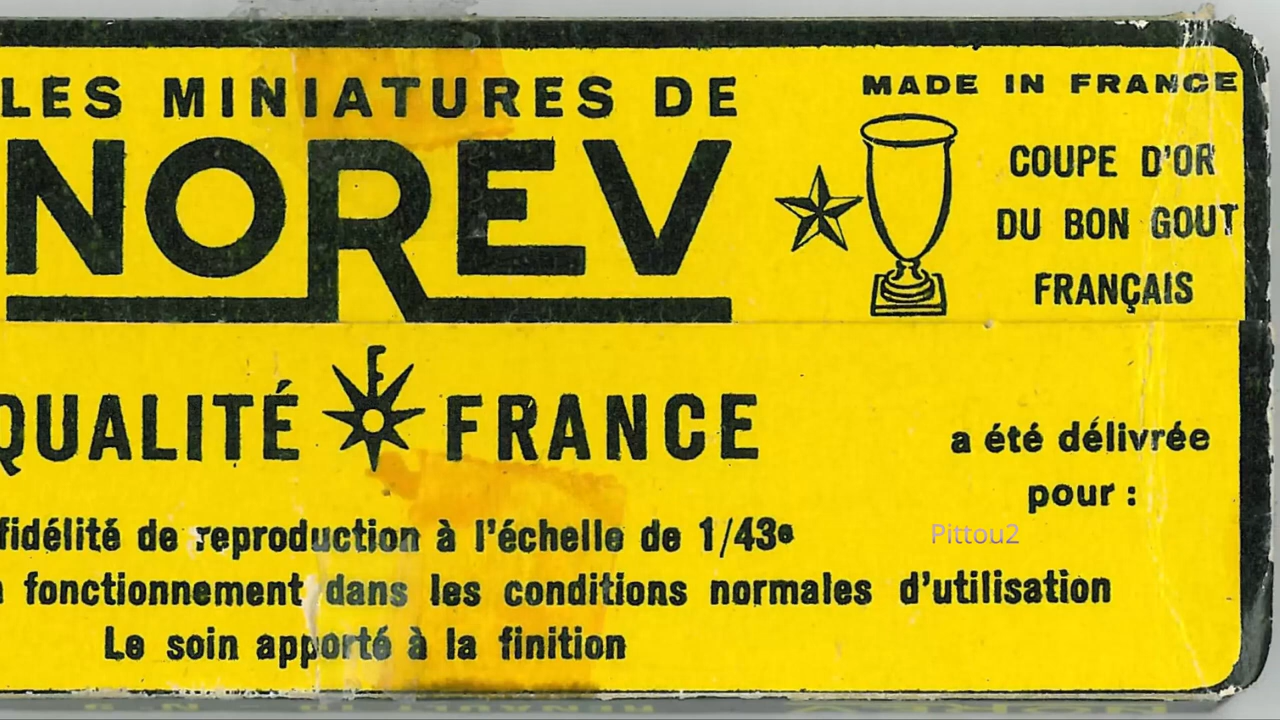 LES MINIATURES DE
NOREV
MADE IN FRANCE
COUPE D'OR
DU BON GOUT
FRANÇAIS
QUALITÉ FRANCE
a été délivrée
pour :
fidélité de reproduction à l'échelle de 1/43e
fonctionnement dans les conditions normales d'utilisation
Le soin apporté à la finition
Pittou2